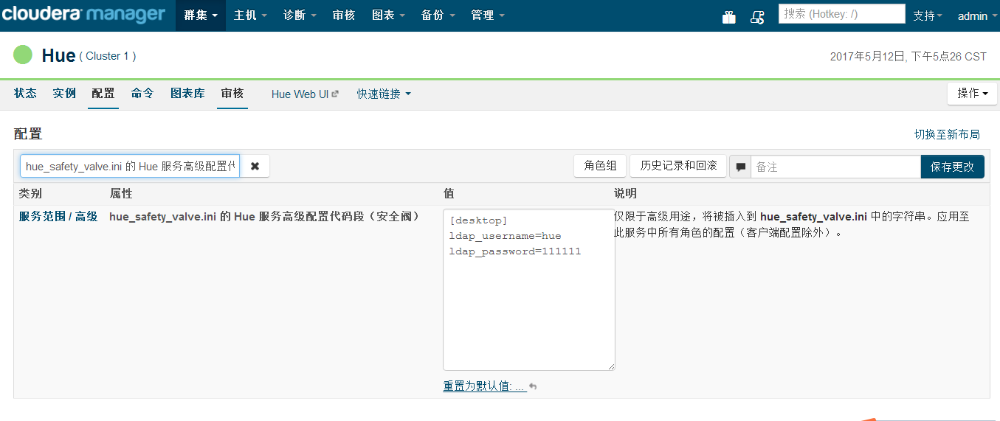 cloudera manager 群集 主机 诊断 审核 图表 备份 管理 搜索 (Hotkey: /) 支持 admin
Hue ( Cluster 1 ) 2017年5月12日, 下午5点26 CST
状态 实例 配置 命令 图表库 审核 Hue Web UI 快速链接 操作
配置 切换至新布局
hue_safety_valve.ini 的 Hue 服务高级配置代 角色组 历史记录和回滚 备注 保存更改
类别 属性 值 说明
服务范围 / 高级 hue_safety_valve.ini 的 Hue 服务高级配置代码段（安全阀）
[desktop]
ldap_username=hue
ldap_password=111111
重置为默认值: ...
仅限于高级用途，将被插入到 hue_safety_valve.ini 中的字符串。应用至
此服务中所有角色的配置（客户端配置除外）。